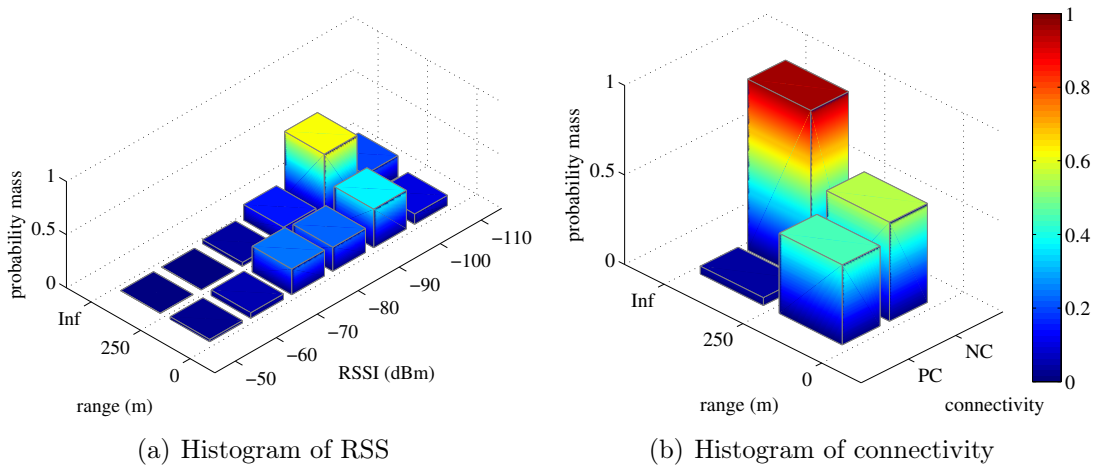 probability mass
1
0.5
0
Inf
250
0
range (m)
−50
−60
−70
−80
−90
−100
−110
RSSI (dBm)
(a) Histogram of RSS
probability mass
1
0.5
0
Inf
250
0
range (m)
PC
NC
connectivity
1
0.8
0.6
0.4
0.2
0
(b) Histogram of connectivity